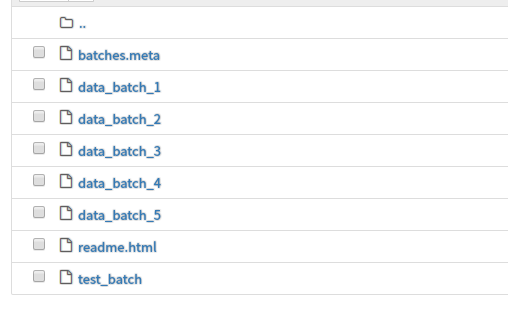 ..
batches.meta
data_batch_1
data_batch_2
data_batch_3
data_batch_4
data_batch_5
readme.html
test_batch